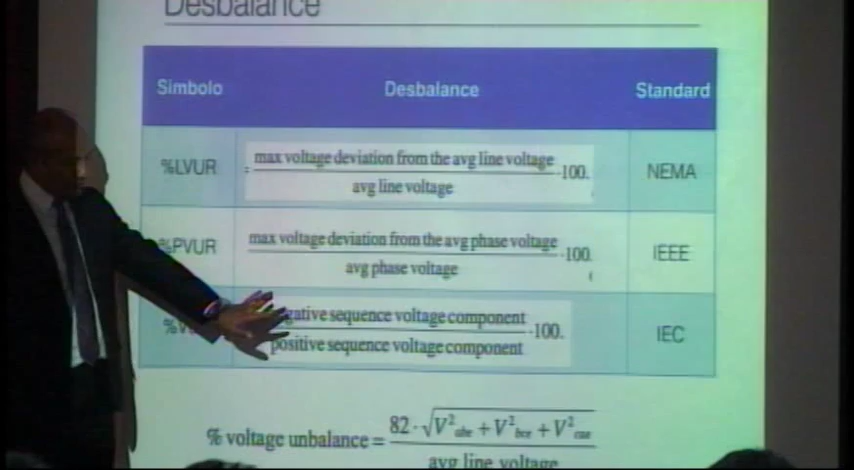 Desbalance
Simbolo Desbalance Standard
%LVUR = max voltage deviation from the avg line voltage / avg line voltage · 100. NEMA
%PVUR max voltage deviation from the avg phase voltage / avg phase voltage · 100. IEEE
gative sequence voltage component / positive sequence voltage component · 100. IEC
% voltage unbalance = 82 · √V²abe + V²bce + V²cae / avg line voltage